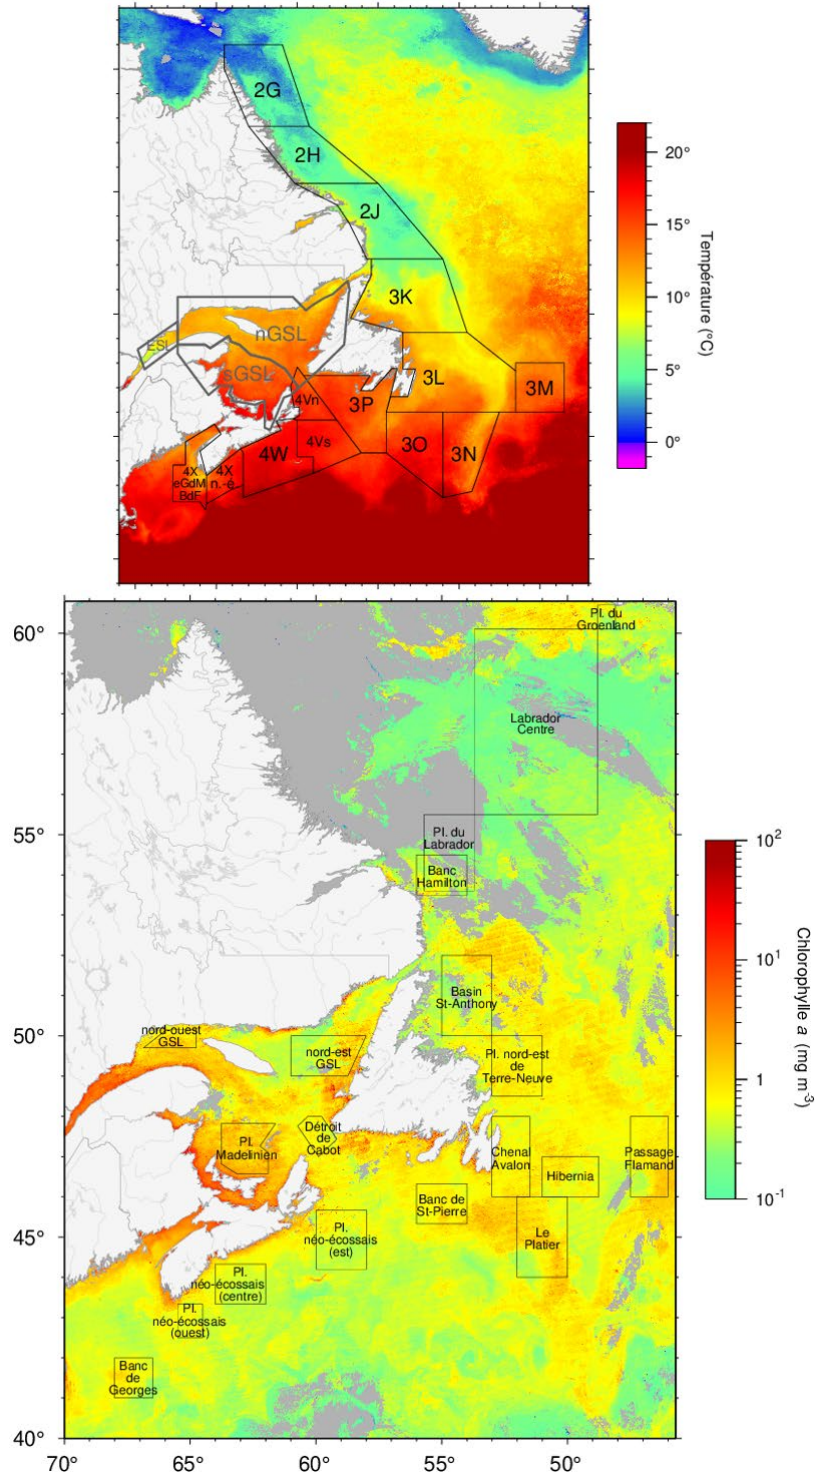 2G
2H
2J
3K
nGSL
ESL
sGSL
3L
3M
4Vn
3P
4Vs
3O
3N
4W
4X
eGdM
BdF
4X
n.-é
20°
15°
10°
5°
0°
Température (°C)
60°
55°
50°
45°
40°
70°
65°
60°
55°
50°
Pl. du
Groenland
Labrador
Centre
Pl. du
Labrador
Banc
Hamilton
Basin
St-Anthony
nord-ouest
GSL
nord-est
GSL
Pl. nord-est
de
Terre-Neuve
Pl.
Madelinien
Détroit
de
Cabot
Chenal
Avalon
Passage
Flamand
Hibernia
Banc de
St-Pierre
Le
Platier
Pl.
néo-écossais
(est)
Pl.
néo-écossais
(centre)
Pl.
néo-écossais
(ouest)
Banc
de
Georges
10²
10¹
1
10⁻¹
Chlorophylle a (mg m⁻³)